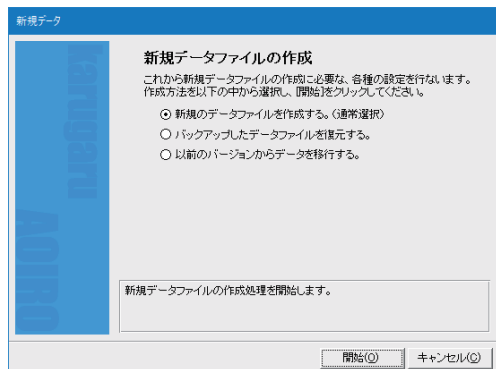 新規データ
karugaru
AOIRO
新規データファイルの作成
これから新規データファイルの作成に必要な、各種の設定を行ないます。
作成方法を以下の中から選択し、[開始]をクリックしてください。
新規のデータファイルを作成する。(通常選択)
バックアップしたデータファイルを復元する。
以前のバージョンからデータを移行する。
新規データファイルの作成処理を開始します。
開始(O)
キャンセル(C)